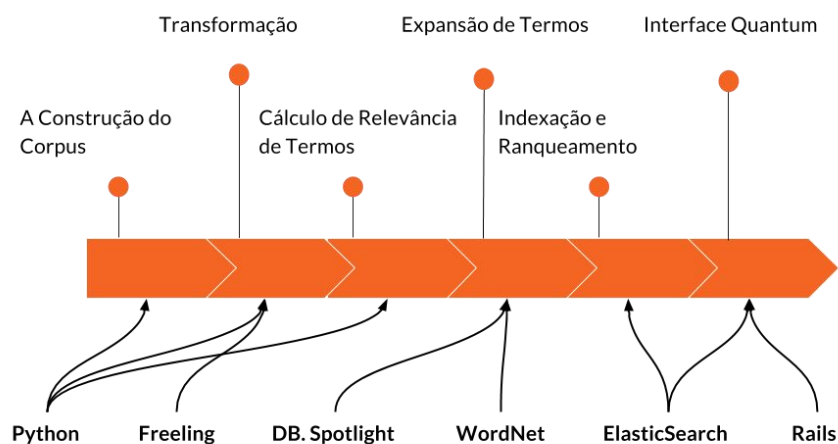 Transformação
Expansão de Termos
Interface Quantum
A Construção do
Corpus
Cálculo de Relevância
de Termos
Indexação e
Ranqueamento
Python
Freeling
DB. Spotlight
WordNet
ElasticSearch
Rails